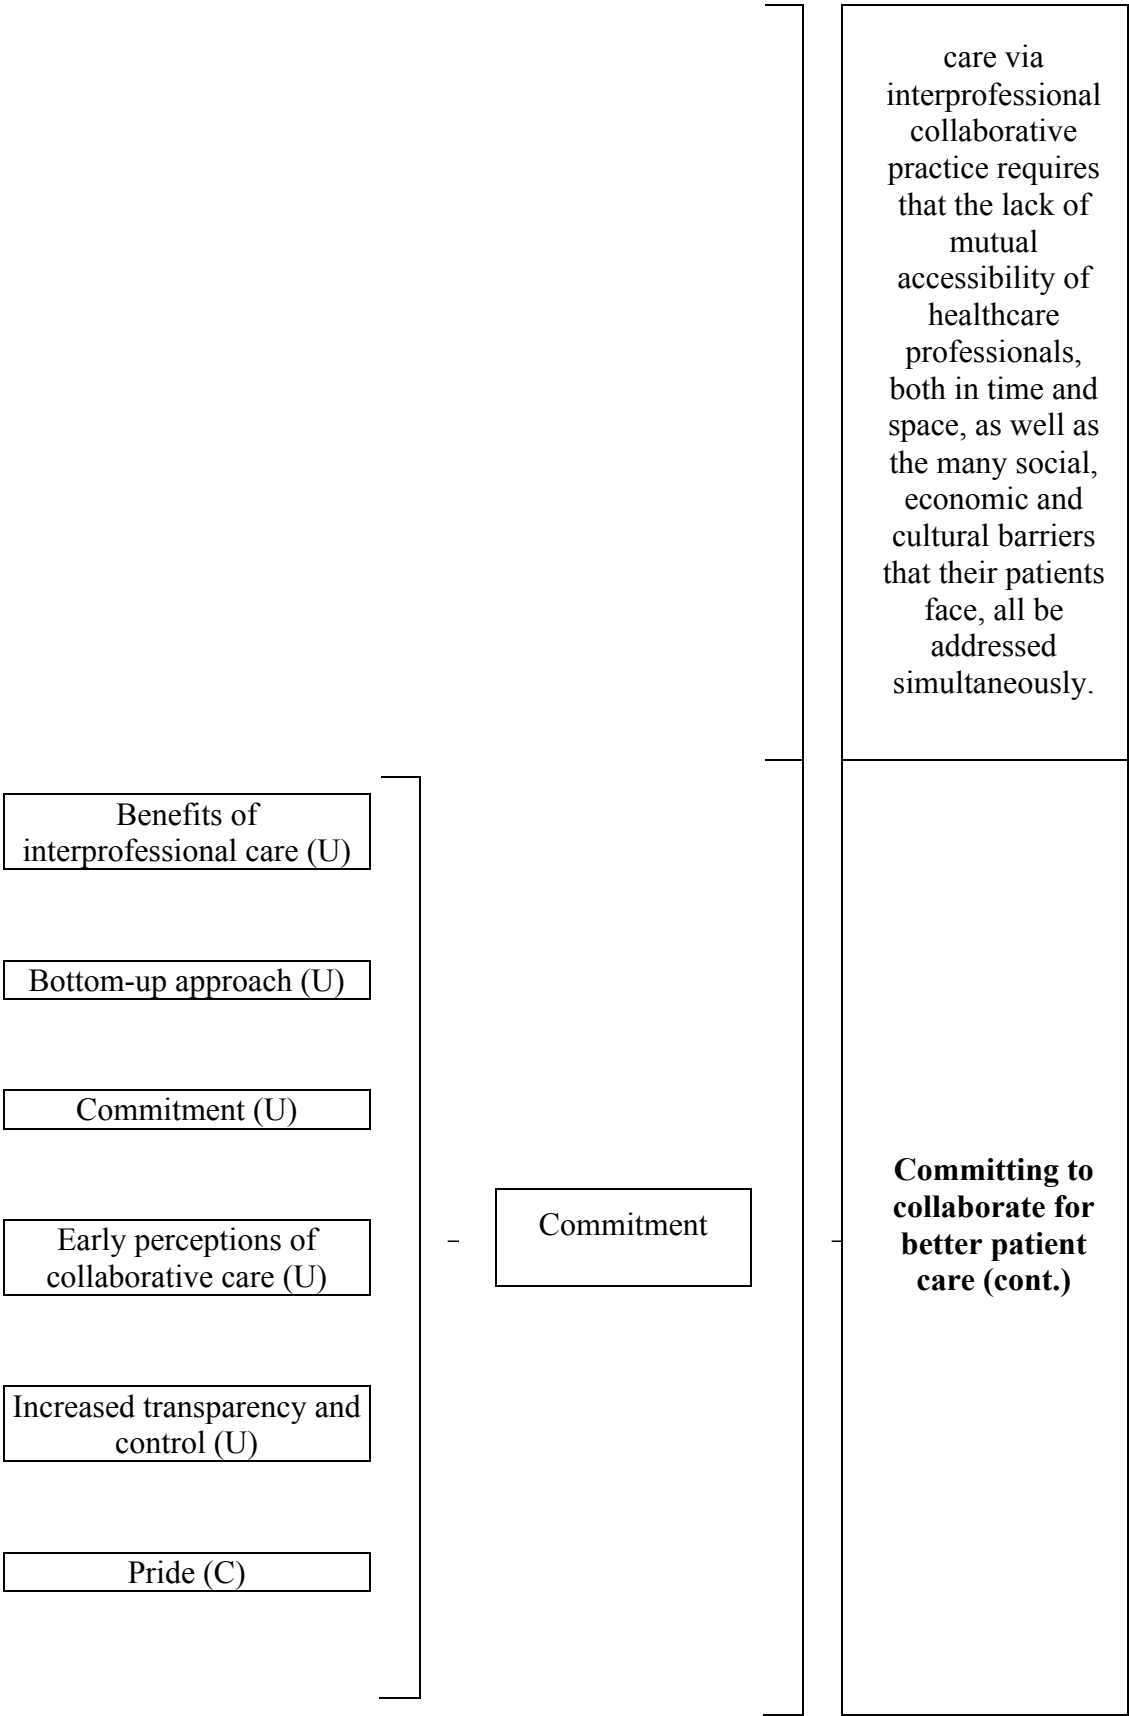 care via
interprofessional
collaborative
practice requires
that the lack of
mutual
accessibility of
healthcare
professionals,
both in time and
space, as well as
the many social,
economic and
cultural barriers
that their patients
face, all be
addressed
simultaneously.
Benefits of
interprofessional care (U)
Bottom-up approach (U)
Commitment (U)
Early perceptions of
collaborative care (U)
Increased transparency and
control (U)
Pride (C)
Commitment
Committing to
collaborate for
better patient
care (cont.)